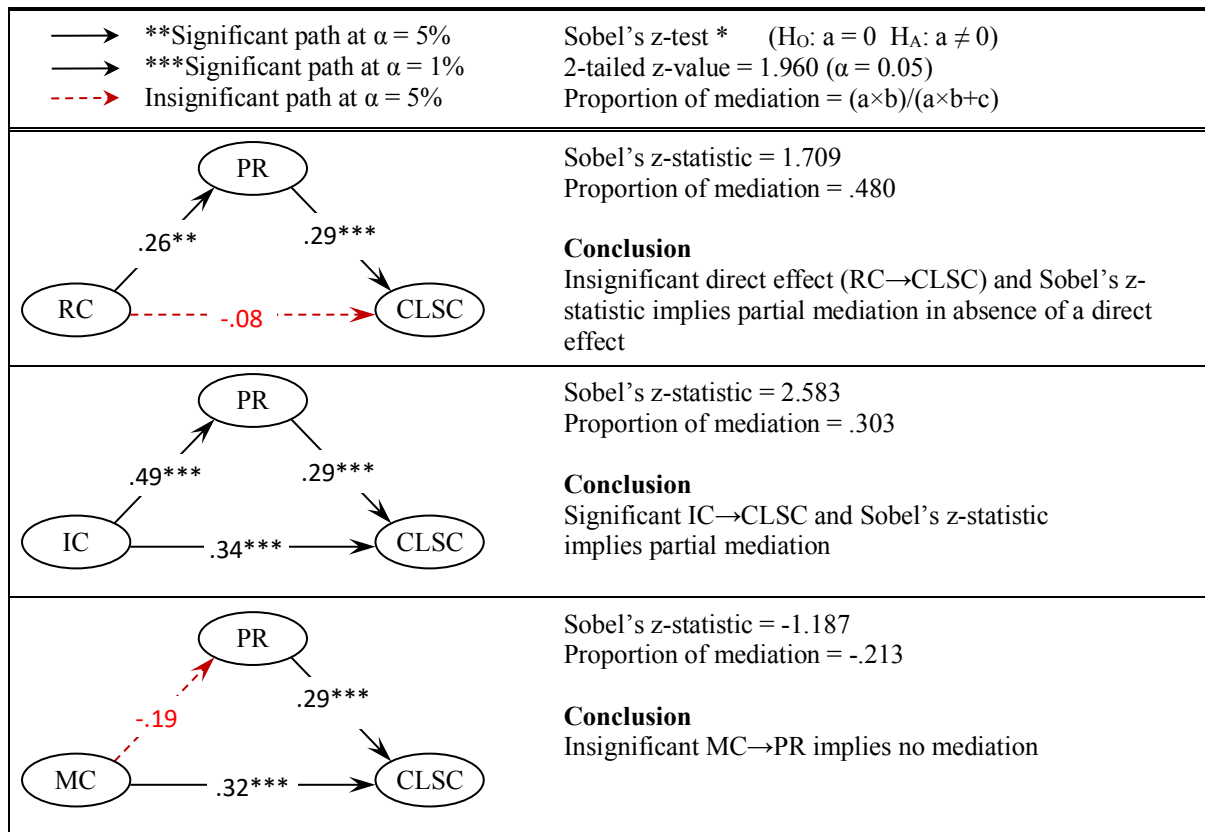 **Significant path at α = 5%
***Significant path at α = 1%
Insignificant path at α = 5%
Sobel's z-test * (HO: a = 0 HA: a ≠ 0)
2-tailed z-value = 1.960 (α = 0.05)
Proportion of mediation = (a×b)/(a×b+c)
PR
.26**
.29***
RC
-.08
CLSC
Sobel's z-statistic = 1.709
Proportion of mediation = .480
Conclusion
Insignificant direct effect (RC→CLSC) and Sobel's z-
statistic implies partial mediation in absence of a direct
effect
PR
.49***
.29***
IC
.34***
CLSC
Sobel's z-statistic = 2.583
Proportion of mediation = .303
Conclusion
Significant IC→CLSC and Sobel's z-statistic
implies partial mediation
PR
-.19
.29***
MC
.32***
CLSC
Sobel's z-statistic = -1.187
Proportion of mediation = -.213
Conclusion
Insignificant MC→PR implies no mediation